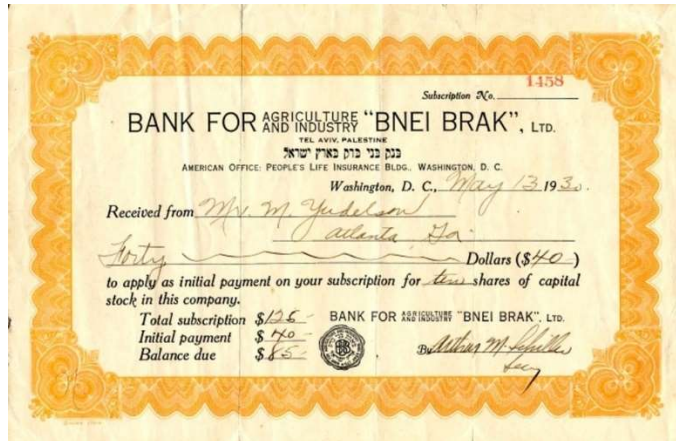 1458
Subscription No.
BANK FOR AGRICULTURE AND INDUSTRY "BNEI BRAK", LTD.
TEL AVIV, PALESTINE
בנק בני ברק בארץ ישראל
AMERICAN OFFICE: PEOPLE'S LIFE INSURANCE BLDG., WASHINGTON, D. C.
Washington, D. C., May 13 1930.
Received from Mr. M. Yudelson
Atlanta, Ga.
Forty Dollars ($40)
to apply as initial payment on your subscription for ten shares of capital
stock in this company.
Total subscription $125 BANK FOR AGRICULTURE AND INDUSTRY "BNEI BRAK", LTD.
Initial payment $40
Balance due $85 By Arthur M.
Secy